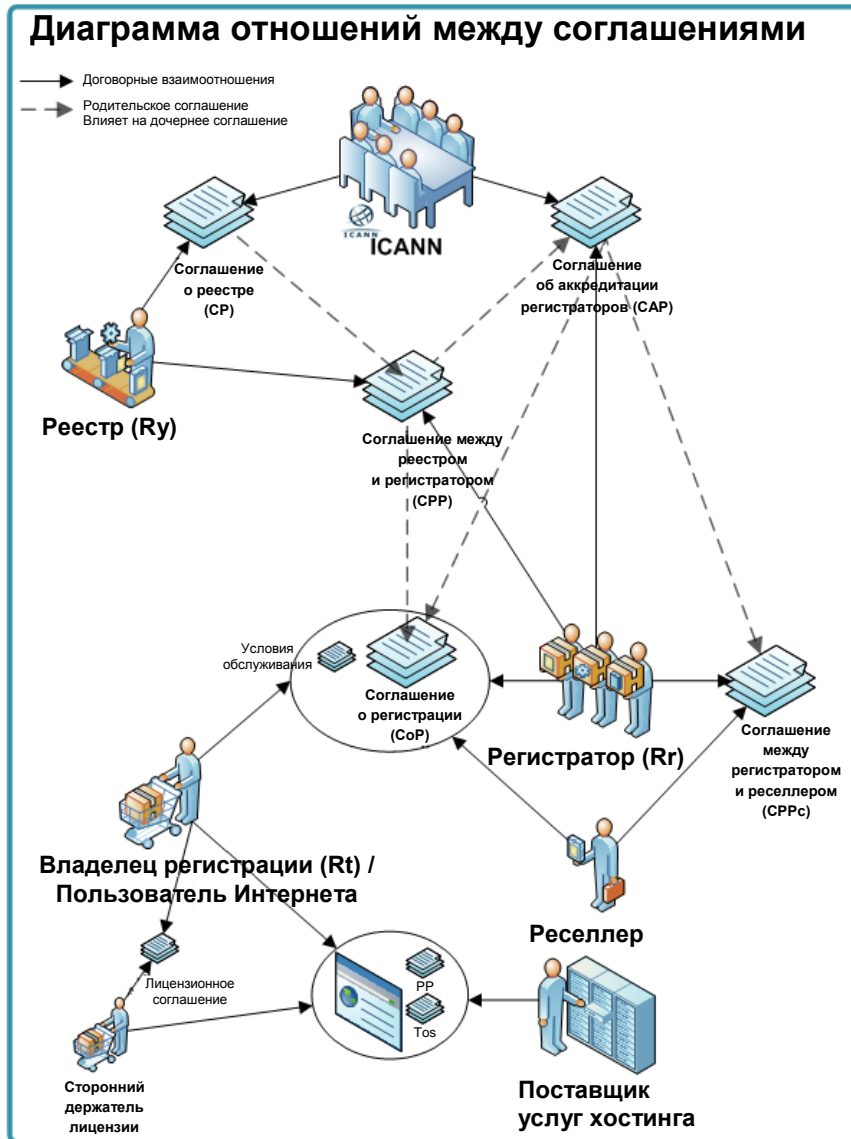 Диаграмма отношений между соглашениями
Договорные взаимоотношения
Родительское соглашение
Влияет на дочернее соглашение
ICANN
ICANN
Соглашение
о реестре
(СР)
Соглашение
об аккредитации
регистраторов (САР)
Реестр (Ry)
Соглашение между
реестром
и регистратором
(СРР)
Условия
обслуживания
Соглашение
о регистрации
(СоР)
Регистратор (Rr)
Соглашение
между
регистратором
и реселлером
(СРРс)
Владелец регистрации (Rt) /
Пользователь Интернета
Реселлер
Лицензионное
соглашение
PP
Tos
Сторонний
держатель
лицензии
Поставщик
услуг хостинга